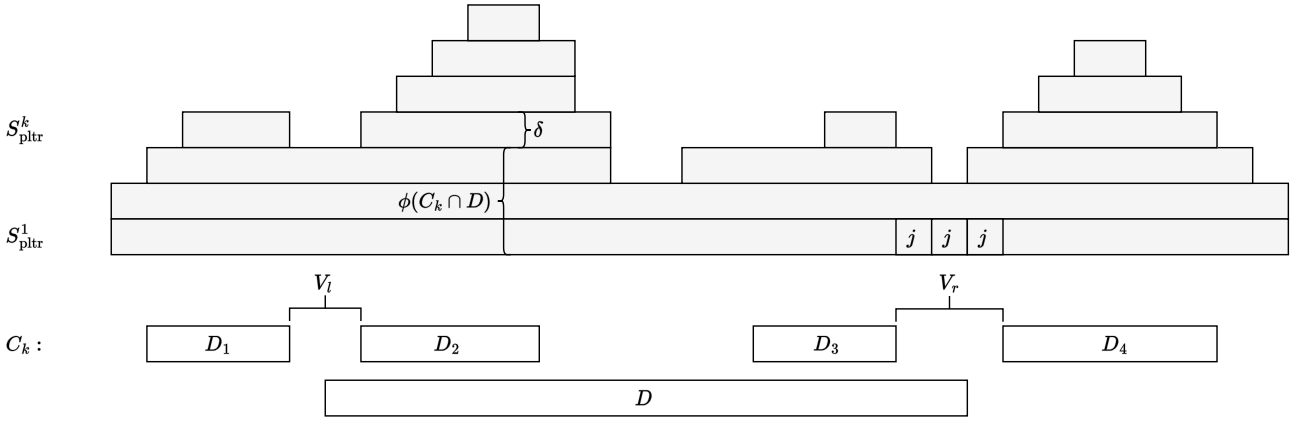 S^k_pltr
δ
ϕ(C_k ∩ D)
S^1_pltr
j j j
V_l V_r
C_k : D_1 D_2 D_3 D_4
D